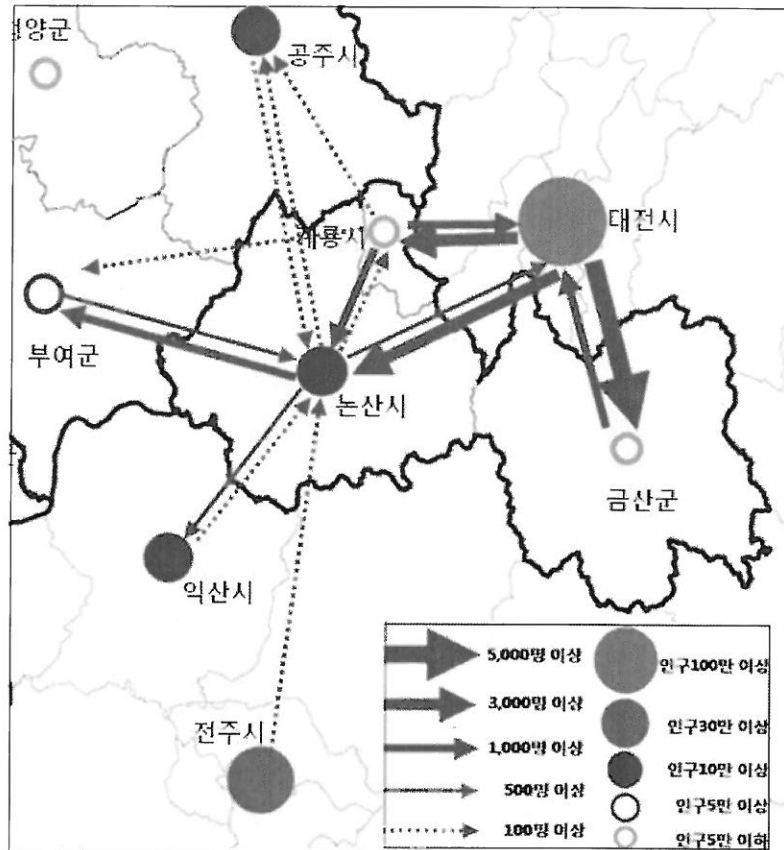 공주시
계룡시
대전시
부여군
논산시
금산군
익산시
전주시
5,000명 이상
3,000명 이상
1,000명 이상
500명 이상
100명 이상
인구100만 이상
인구30만 이상
인구10만 이상
인구5만 이상
인구5만 이하